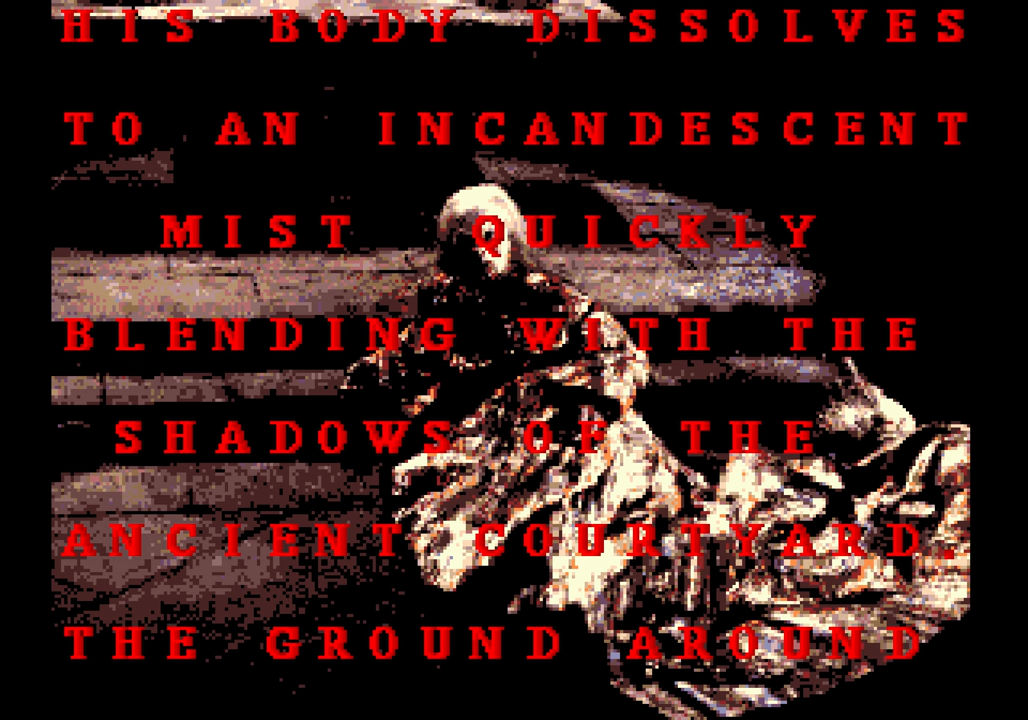 HIS BODY DISSOLVES
TO AN INCANDESCENT
MIST QUICKLY
BLENDING WITH THE
SHADOWS OF THE
ANCIENT COURTYARD.
THE GROUND AROUND